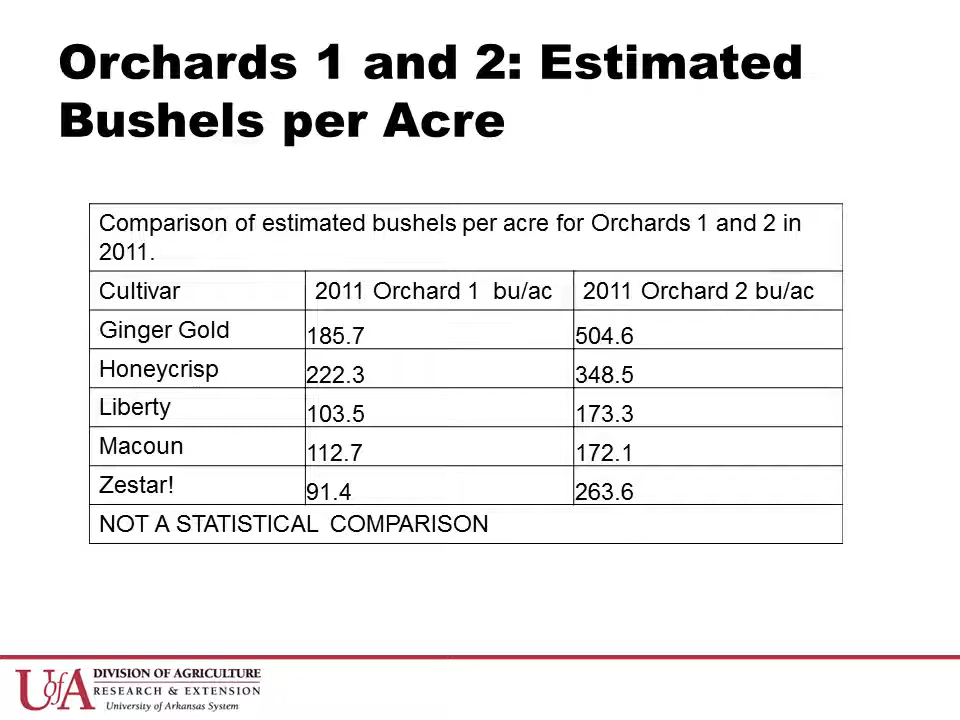 Orchards 1 and 2: Estimated
Bushels per Acre
Comparison of estimated bushels per acre for Orchards 1 and 2 in
2011.
Cultivar 2011 Orchard 1 bu/ac 2011 Orchard 2 bu/ac
Ginger Gold 185.7 504.6
Honeycrisp 222.3 348.5
Liberty 103.5 173.3
Macoun 112.7 172.1
Zestar! 91.4 263.6
NOT A STATISTICAL COMPARISON
UofA DIVISION OF AGRICULTURE
RESEARCH & EXTENSION
University of Arkansas System